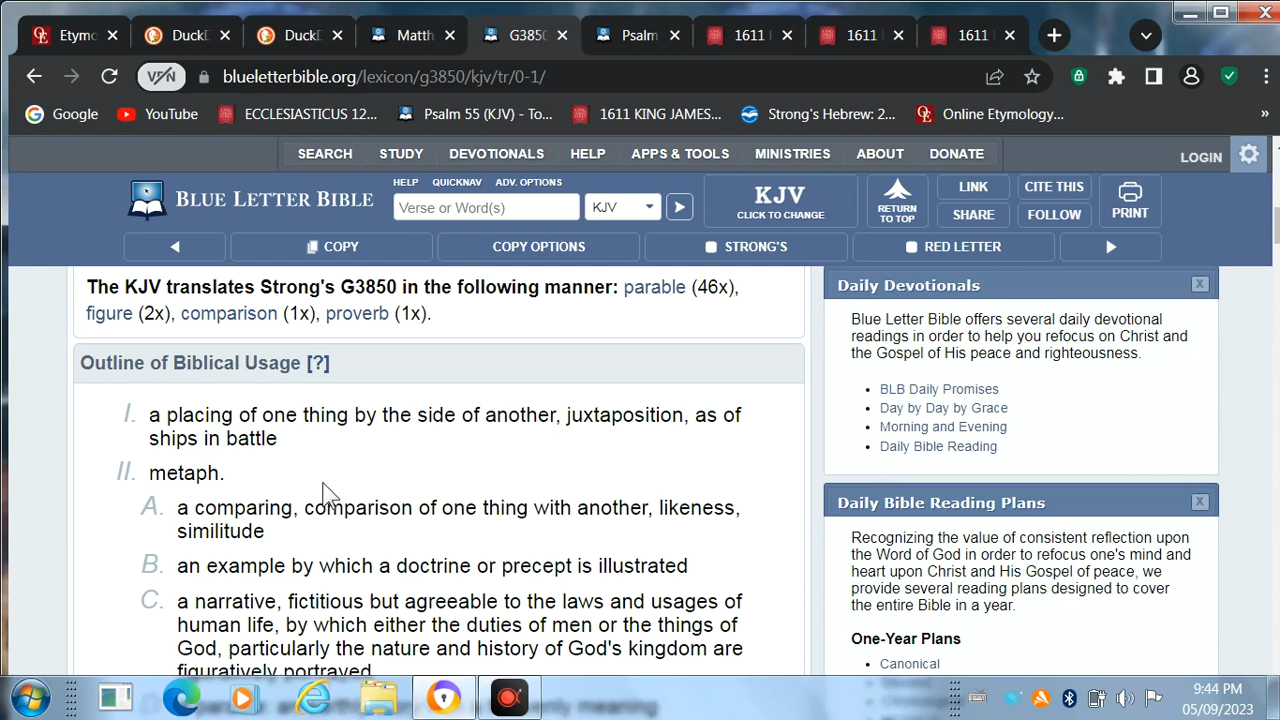 Etymo
DuckD
DuckD
Matth
G3850
Psalm
1611
1611
1611
VPN
blueletterbible.org/lexicon/g3850/kjv/tr/0-1/
Google
YouTube
ECCLESIASTICUS 12...
Psalm 55 (KJV) - To...
1611 KING JAMES...
Strong's Hebrew: 2...
Online Etymology...
»
SEARCH STUDY DEVOTIONALS HELP APPS & TOOLS MINISTRIES ABOUT DONATE
LOGIN
BLUE LETTER BIBLE
HELP QUICKNAV ADV. OPTIONS
Verse or Word(s)
KJV
KJV
CLICK TO CHANGE
RETURN
TO TOP
LINK
CITE THIS
SHARE
FOLLOW
PRINT
COPY
COPY OPTIONS
STRONG'S
RED LETTER
The KJV translates Strong's G3850 in the following manner: parable (46x),
figure (2x), comparison (1x), proverb (1x).
Outline of Biblical Usage [?]
I. a placing of one thing by the side of another, juxtaposition, as of
ships in battle
II. metaph.
A. a comparing, comparison of one thing with another, likeness,
similitude
B. an example by which a doctrine or precept is illustrated
C. a narrative, fictitious but agreeable to the laws and usages of
human life, by which either the duties of men or the things of
God, particularly the nature and history of God's kingdom are
figuratively portrayed
Daily Devotionals
X
Blue Letter Bible offers several daily devotional
readings in order to help you refocus on Christ and
the Gospel of His peace and righteousness.
• BLB Daily Promises
• Day by Day by Grace
• Morning and Evening
• Daily Bible Reading
Daily Bible Reading Plans
X
Recognizing the value of consistent reflection upon
the Word of God in order to refocus one's mind and
heart upon Christ and His Gospel of peace, we
provide several reading plans designed to cover
the entire Bible in a year.
One-Year Plans
• Canonical
9:44 PM
05/09/2023